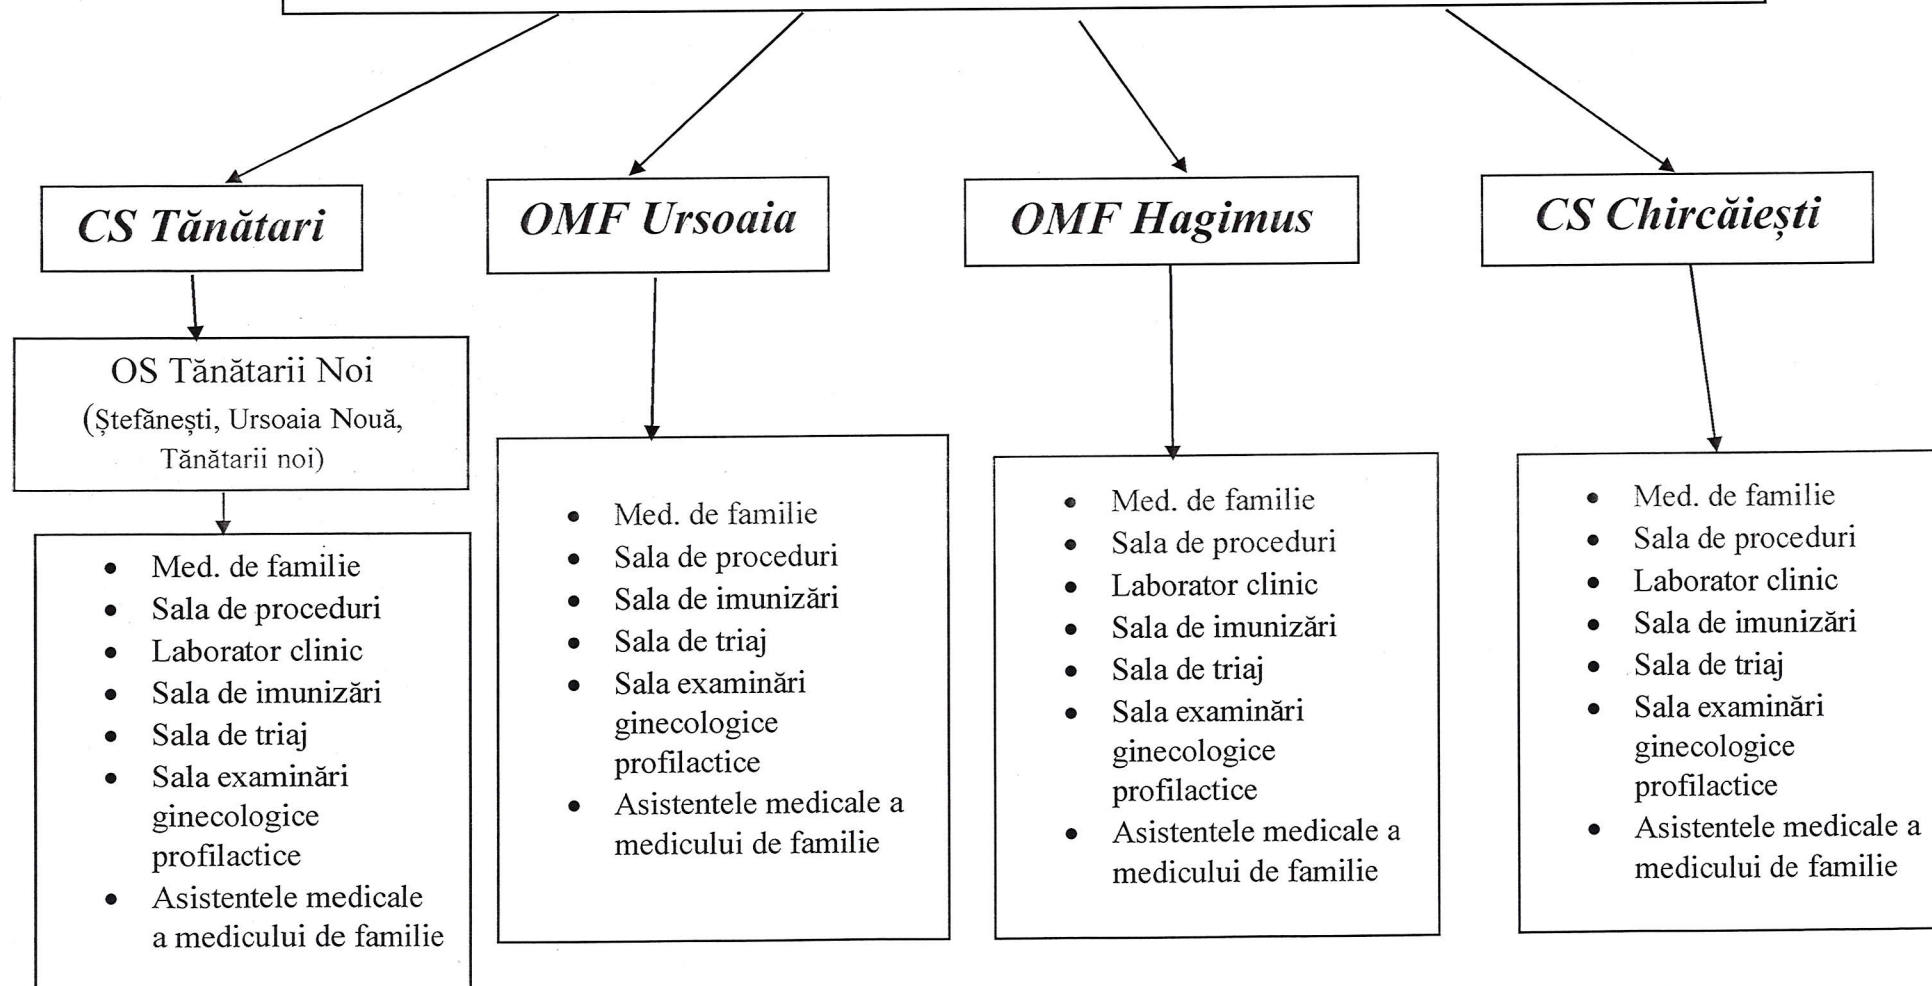 CS Tănătari
OS Tănătarii Noi
(Ștefănești, Ursoaia Nouă,
Tănătarii noi)
• Med. de familie
• Sala de proceduri
• Laborator clinic
• Sala de imunizări
• Sala de triaj
• Sala examinări
ginecologice
profilactice
• Asistentele medicale
a medicului de familie
OMF Ursoaia
• Med. de familie
• Sala de proceduri
• Sala de imunizări
• Sala de triaj
• Sala examinări
ginecologice
profilactice
• Asistentele medicale a
medicului de familie
OMF Hagimus
• Med. de familie
• Sala de proceduri
• Laborator clinic
• Sala de imunizări
• Sala de triaj
• Sala examinări
ginecologice
profilactice
• Asistentele medicale a
medicului de familie
CS Chircăiești
• Med. de familie
• Sala de proceduri
• Laborator clinic
• Sala de imunizări
• Sala de triaj
• Sala examinări
ginecologice
profilactice
• Asistentele medicale a
medicului de familie